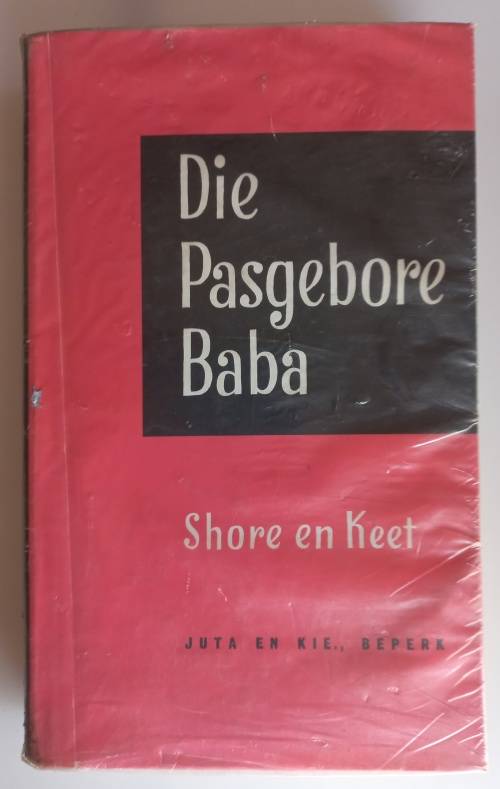 Die
Pasgebore
Baba
Shore en Keet
JUTA EN KIE., BEPERK